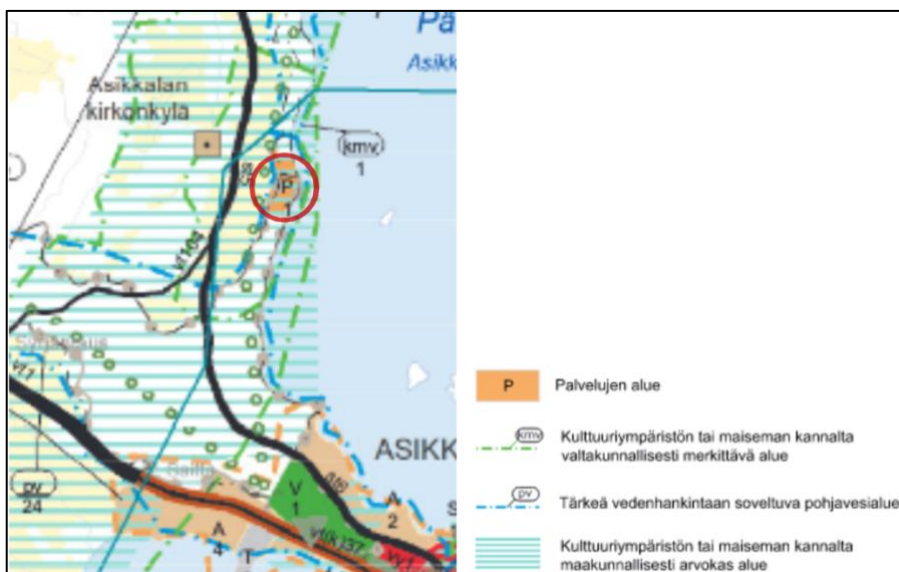 Pä
Asikk
Asikkalan
kirkonkylä
kmv
1
P
1
vt1
pv
24
ASIKK
V
1
A
2
A
4
T
S
P Palvelujen alue
kmv Kulttuuriympäristön tai maiseman kannalta
valtakunnallisesti merkittävä alue
pv Tärkeä vedenhankintaan soveltuva pohjavesialue
Kulttuuriympäristön tai maiseman kannalta
maakunnallisesti arvokas alue